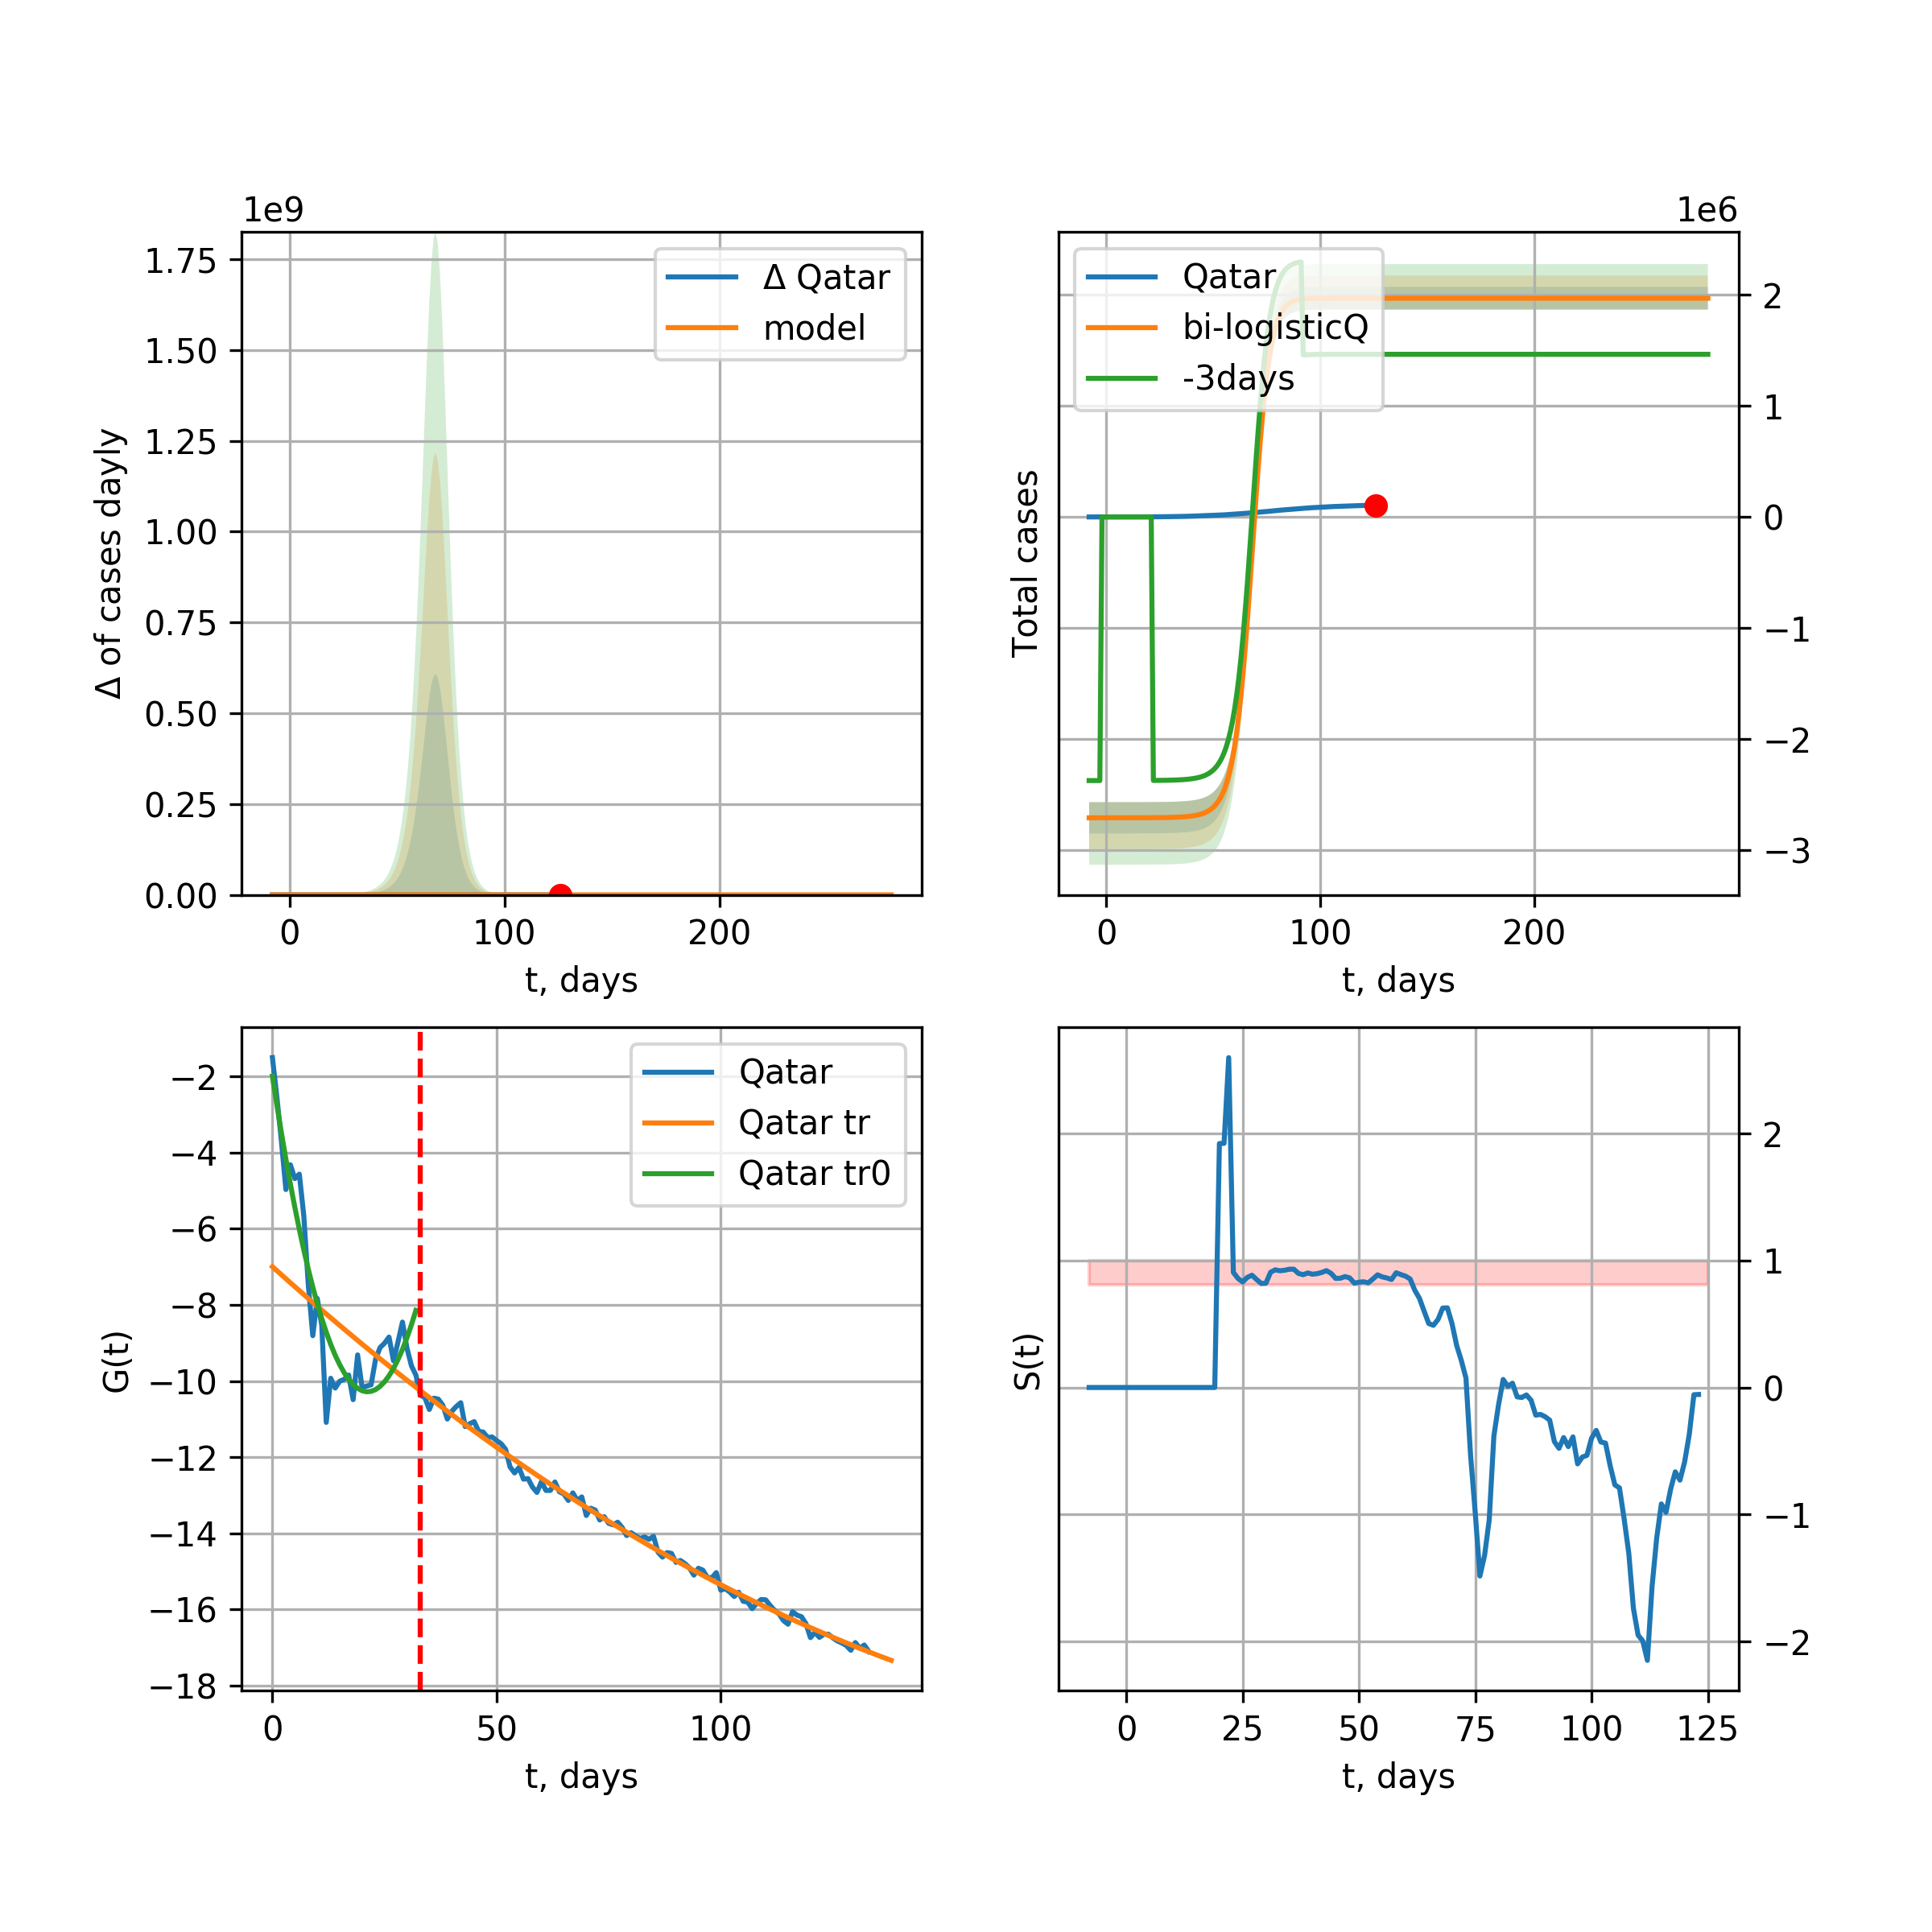 1e9
1.75
1.50
1.25
1.00
0.75
0.50
0.25
0.00
Δ of cases dayly
0
100
200
t, days
Δ Qatar
model
1e6
2
1
0
−1
−2
−3
Total cases
0
100
200
t, days
Qatar
bi-logisticQ
-3days
−2
−4
−6
−8
−10
−12
−14
−16
−18
G(t)
0
50
100
t, days
Qatar
Qatar tr
Qatar tr0
2
1
0
−1
−2
S(t)
0
25
50
75
100
125
t, days